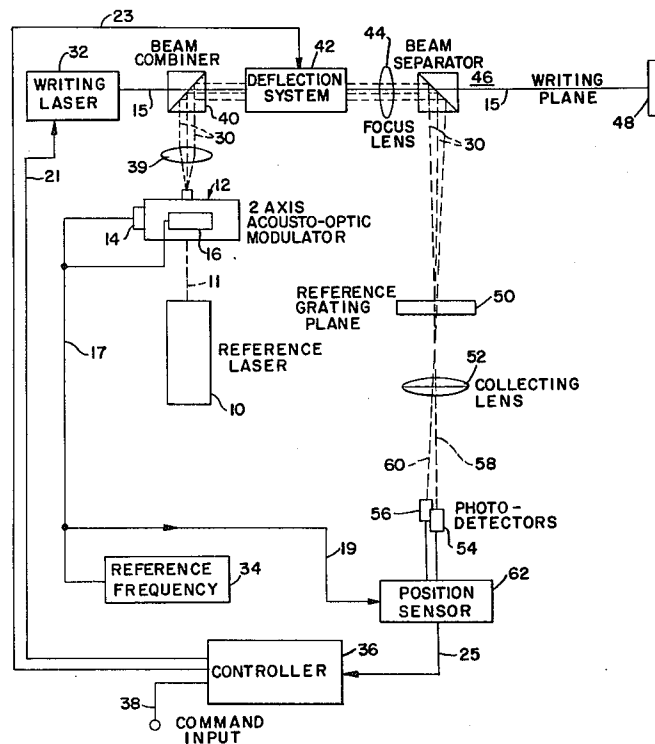 23
32
WRITING
LASER
BEAM
COMBINER
42
DEFLECTION
SYSTEM
44
BEAM
SEPARATOR
46
WRITING
PLANE
15
15
40
30
FOCUS
LENS
30
48
39
21
12
2 AXIS
ACOUSTO-OPTIC
MODULATOR
14
16
11
REFERENCE
GRATING
PLANE
50
17
REFERENCE
LASER
10
52
COLLECTING
LENS
60
58
56
PHOTO-
DETECTORS
54
19
REFERENCE
FREQUENCY
34
POSITION
SENSOR
62
36
CONTROLLER
25
38
COMMAND
INPUT